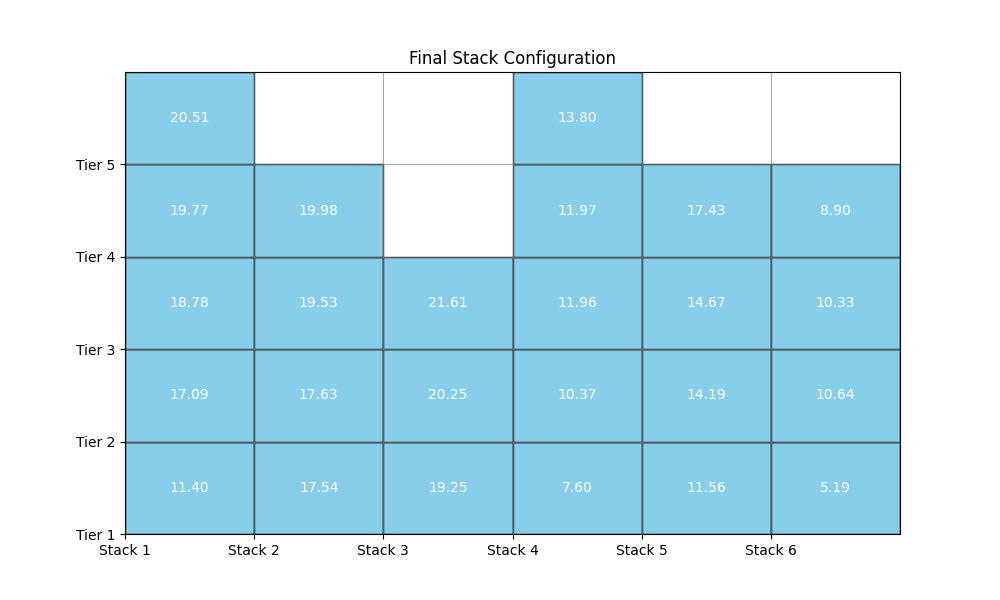 Final Stack Configuration
20.51 13.80
Tier 5
19.77 19.98 11.97 17.43 8.90
Tier 4
18.78 19.53 21.61 11.96 14.67 10.33
Tier 3
17.09 17.63 20.25 10.37 14.19 10.64
Tier 2
11.40 17.54 19.25 7.60 11.56 5.19
Tier 1
Stack 1 Stack 2 Stack 3 Stack 4 Stack 5 Stack 6